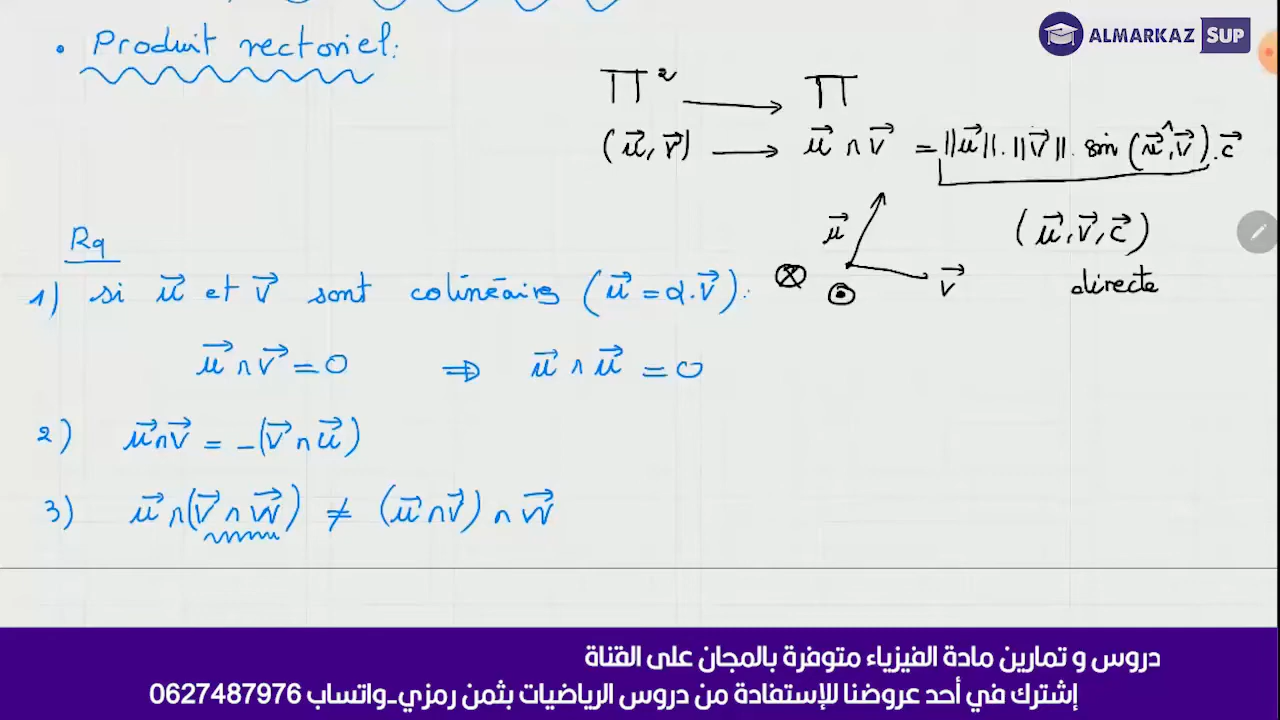 ALMARKAZ SUP
• Produit vectoriel:
Π² → Π
(u⃗, v⃗) → u⃗ ∧ v⃗ = ||u⃗||. ||v⃗||. sin (u⃗^,v⃗). c⃗
u⃗
v⃗
(u⃗, v⃗, c⃗)
directe
Rq
1) si u⃗ et v⃗ sont colinéaires (u⃗ = α.v⃗):
u⃗ ∧ v⃗ = 0 ⇒ u⃗ ∧ u⃗ = 0
2) u⃗∧v⃗ = -(v⃗ ∧ u⃗)
3) u⃗ ∧(v⃗ ∧ w⃗) ≠ (u⃗ ∧v⃗) ∧ w⃗
دروس و تمارين مادة الفيزياء متوفرة بالمجان على القناة
إشترك في أحد عروضنا للإستفادة من دروس الرياضيات بثمن رمزي-واتساب 0627487976